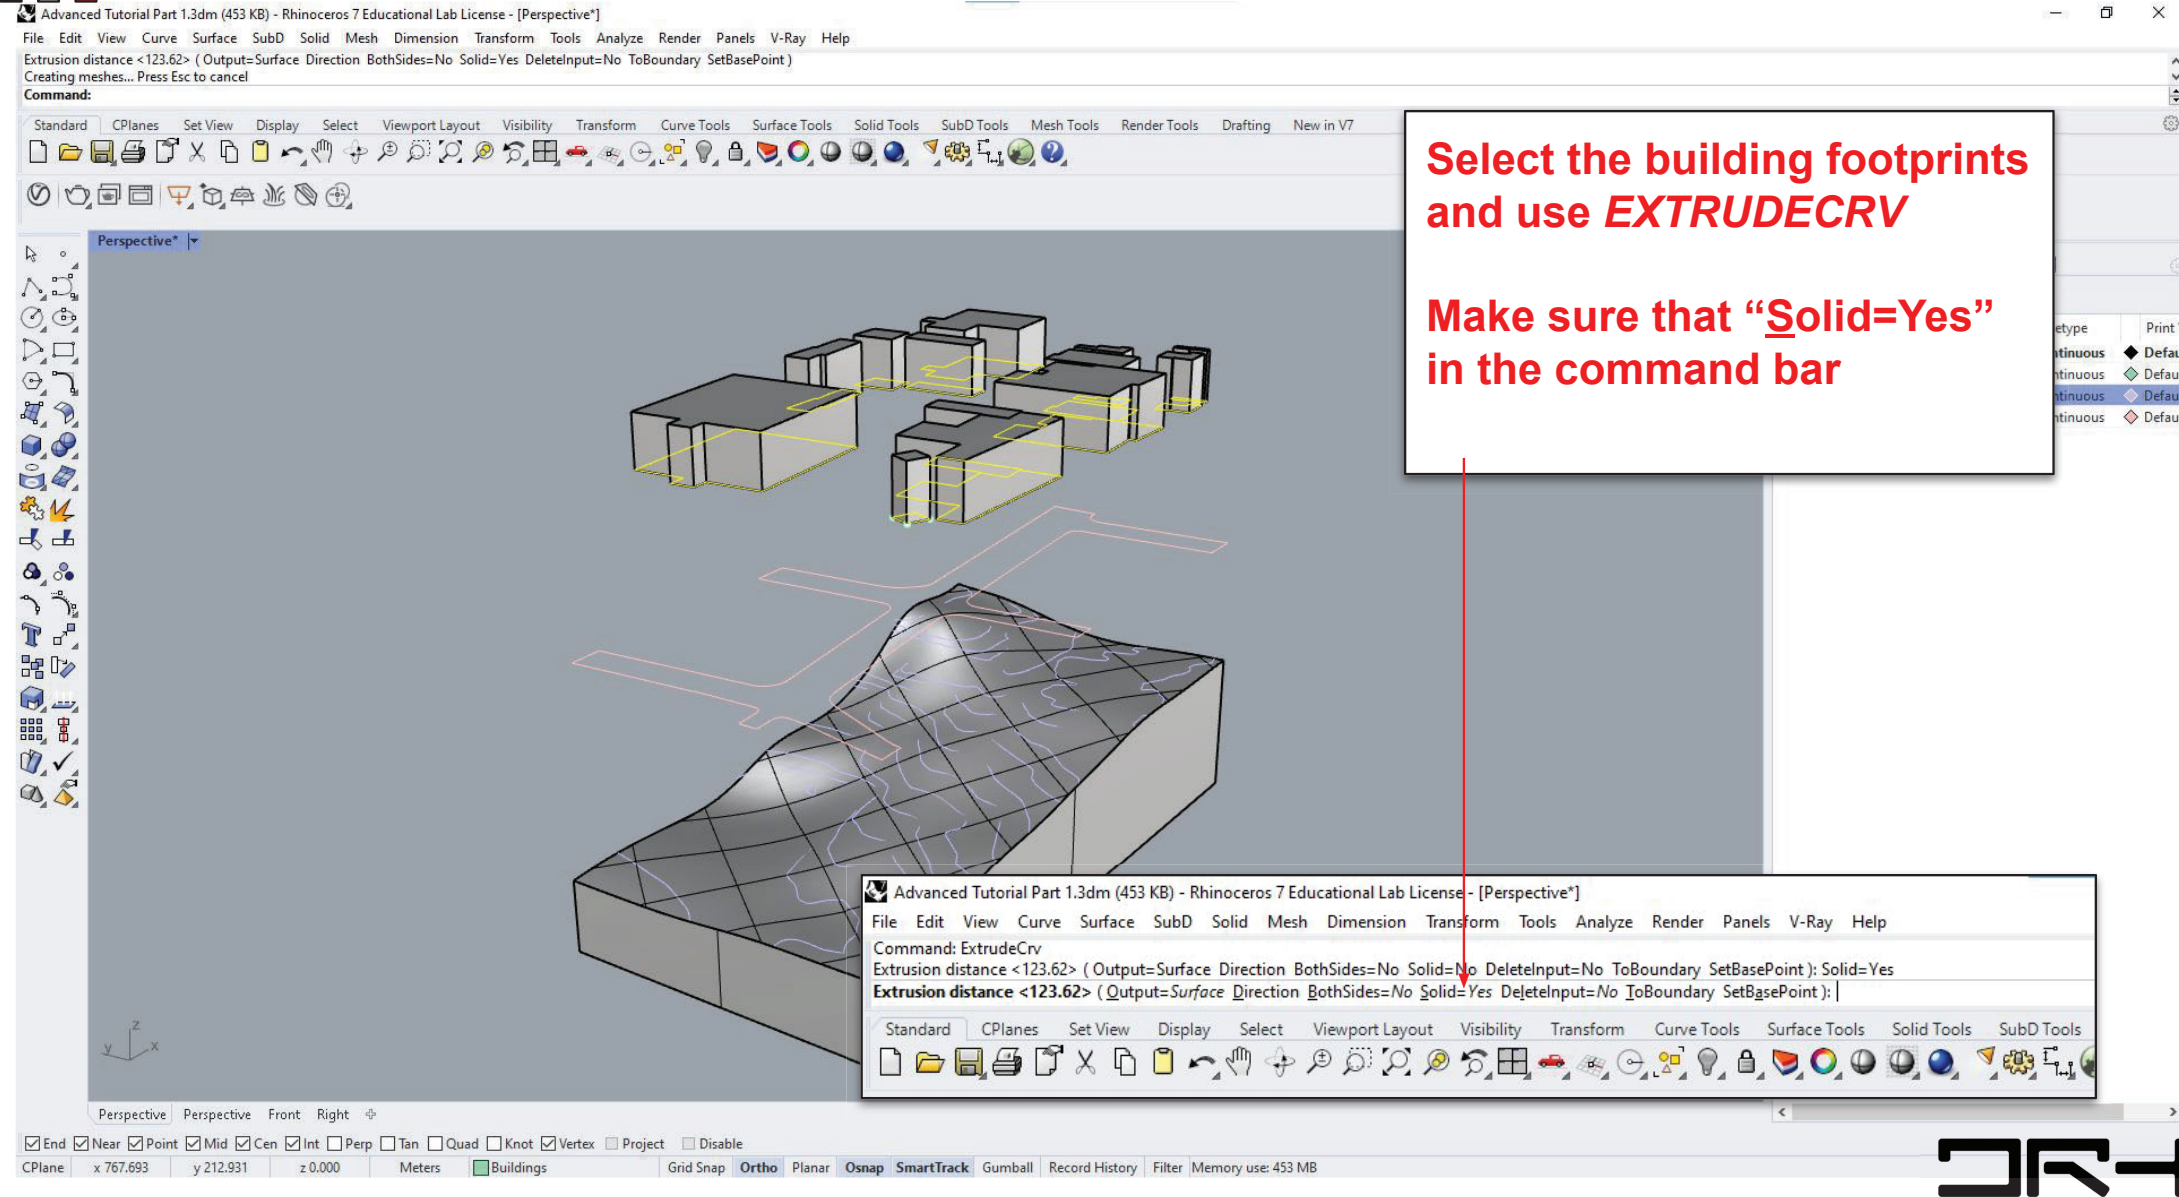 Advanced Tutorial Part 1.3dm (453 KB) - Rhinoceros 7 Educational Lab License - [Perspective*]
File Edit View Curve Surface SubD Solid Mesh Dimension Transform Tools Analyze Render Panels V-Ray Help
Extrusion distance <123.62> ( Output=Surface Direction BothSides=No Solid=Yes DeleteInput=No ToBoundary SetBasePoint )
Creating meshes... Press Esc to cancel
Command:
Standard CPlanes Set View Display Select Viewport Layout Visibility Transform Curve Tools Surface Tools Solid Tools SubD Tools Mesh Tools Render Tools Drafting New in V7
Select the building footprints
and use EXTRUDECRV
Make sure that “Solid=Yes”
in the command bar
Perspective*
etype Print
tinuous Defau
ntinuous Defau
ntinuous Defau
ntinuous Defau
Advanced Tutorial Part 1.3dm (453 KB) - Rhinoceros 7 Educational Lab License - [Perspective*]
File Edit View Curve Surface SubD Solid Mesh Dimension Transform Tools Analyze Render Panels V-Ray Help
Command: ExtrudeCrv
Extrusion distance <123.62> ( Output=Surface Direction BothSides=No Solid=No DeleteInput=No ToBoundary SetBasePoint ): Solid=Yes
Extrusion distance <123.62> ( Output=Surface Direction BothSides=No Solid=Yes DeleteInput=No ToBoundary SetBasePoint ):
Standard CPlanes Set View Display Select Viewport Layout Visibility Transform Curve Tools Surface Tools Solid Tools SubD Tools
z
y x
Perspective Perspective Front Right
End Near Point Mid Cen Int Perp Tan Quad Knot Vertex Project Disable
CPlane x 767.693 y 212.931 z 0.000 Meters Buildings Grid Snap Ortho Planar Osnap SmartTrack Gumball Record History Filter Memory use: 453 MB